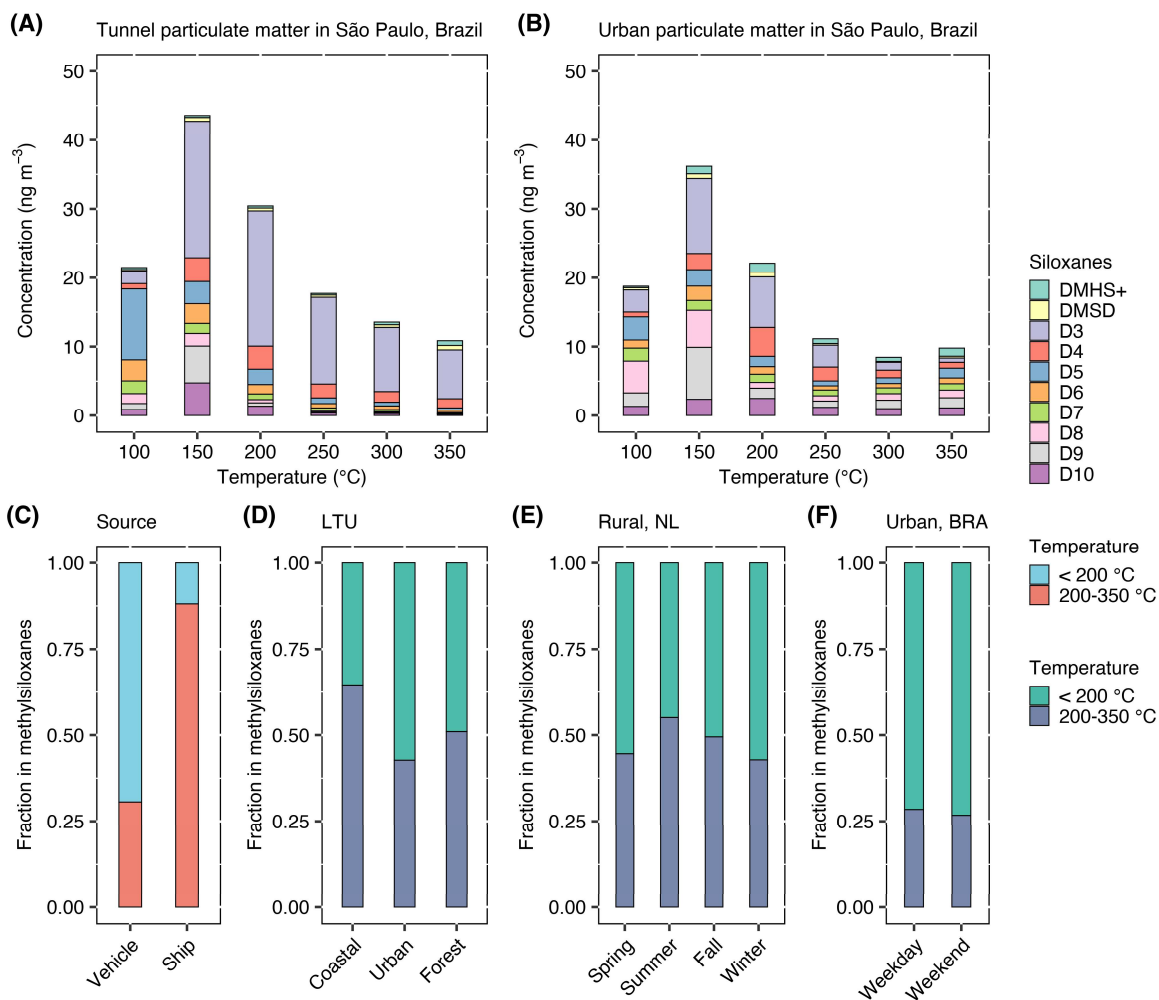 (A)
Tunnel particulate matter in São Paulo, Brazil
Concentration (ng m⁻³)
50
40
30
20
10
0
100 150 200 250 300 350
Temperature (°C)
(B)
Urban particulate matter in São Paulo, Brazil
Concentration (ng m⁻³)
50
40
30
20
10
0
100 150 200 250 300 350
Temperature (°C)
Siloxanes
DMHS+
DMSD
D3
D4
D5
D6
D7
D8
D9
D10
(C)
Source
Fraction in methylsiloxanes
1.00
0.75
0.50
0.25
0.00
Vehicle
Ship
(D)
LTU
Fraction in methylsiloxanes
1.00
0.75
0.50
0.25
0.00
Coastal
Urban
Forest
(E)
Rural, NL
Fraction in methylsiloxanes
1.00
0.75
0.50
0.25
0.00
Spring
Summer
Fall
Winter
(F)
Urban, BRA
Fraction in methylsiloxanes
1.00
0.75
0.50
0.25
0.00
Weekday
Weekend
Temperature
< 200 °C
200-350 °C
Temperature
< 200 °C
200-350 °C